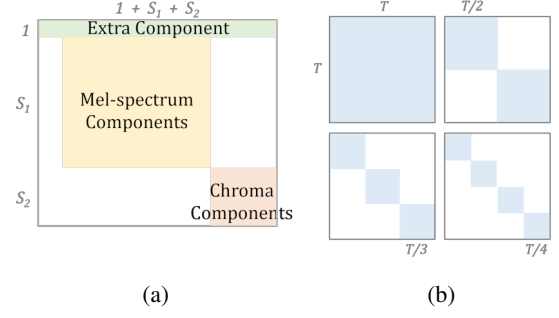 1 + S₁ + S₂
1
Extra Component
S₁
Mel-spectrum
Components
S₂
Chroma
Components
(a)
T
T/2
T
T/3
T/4
(b)